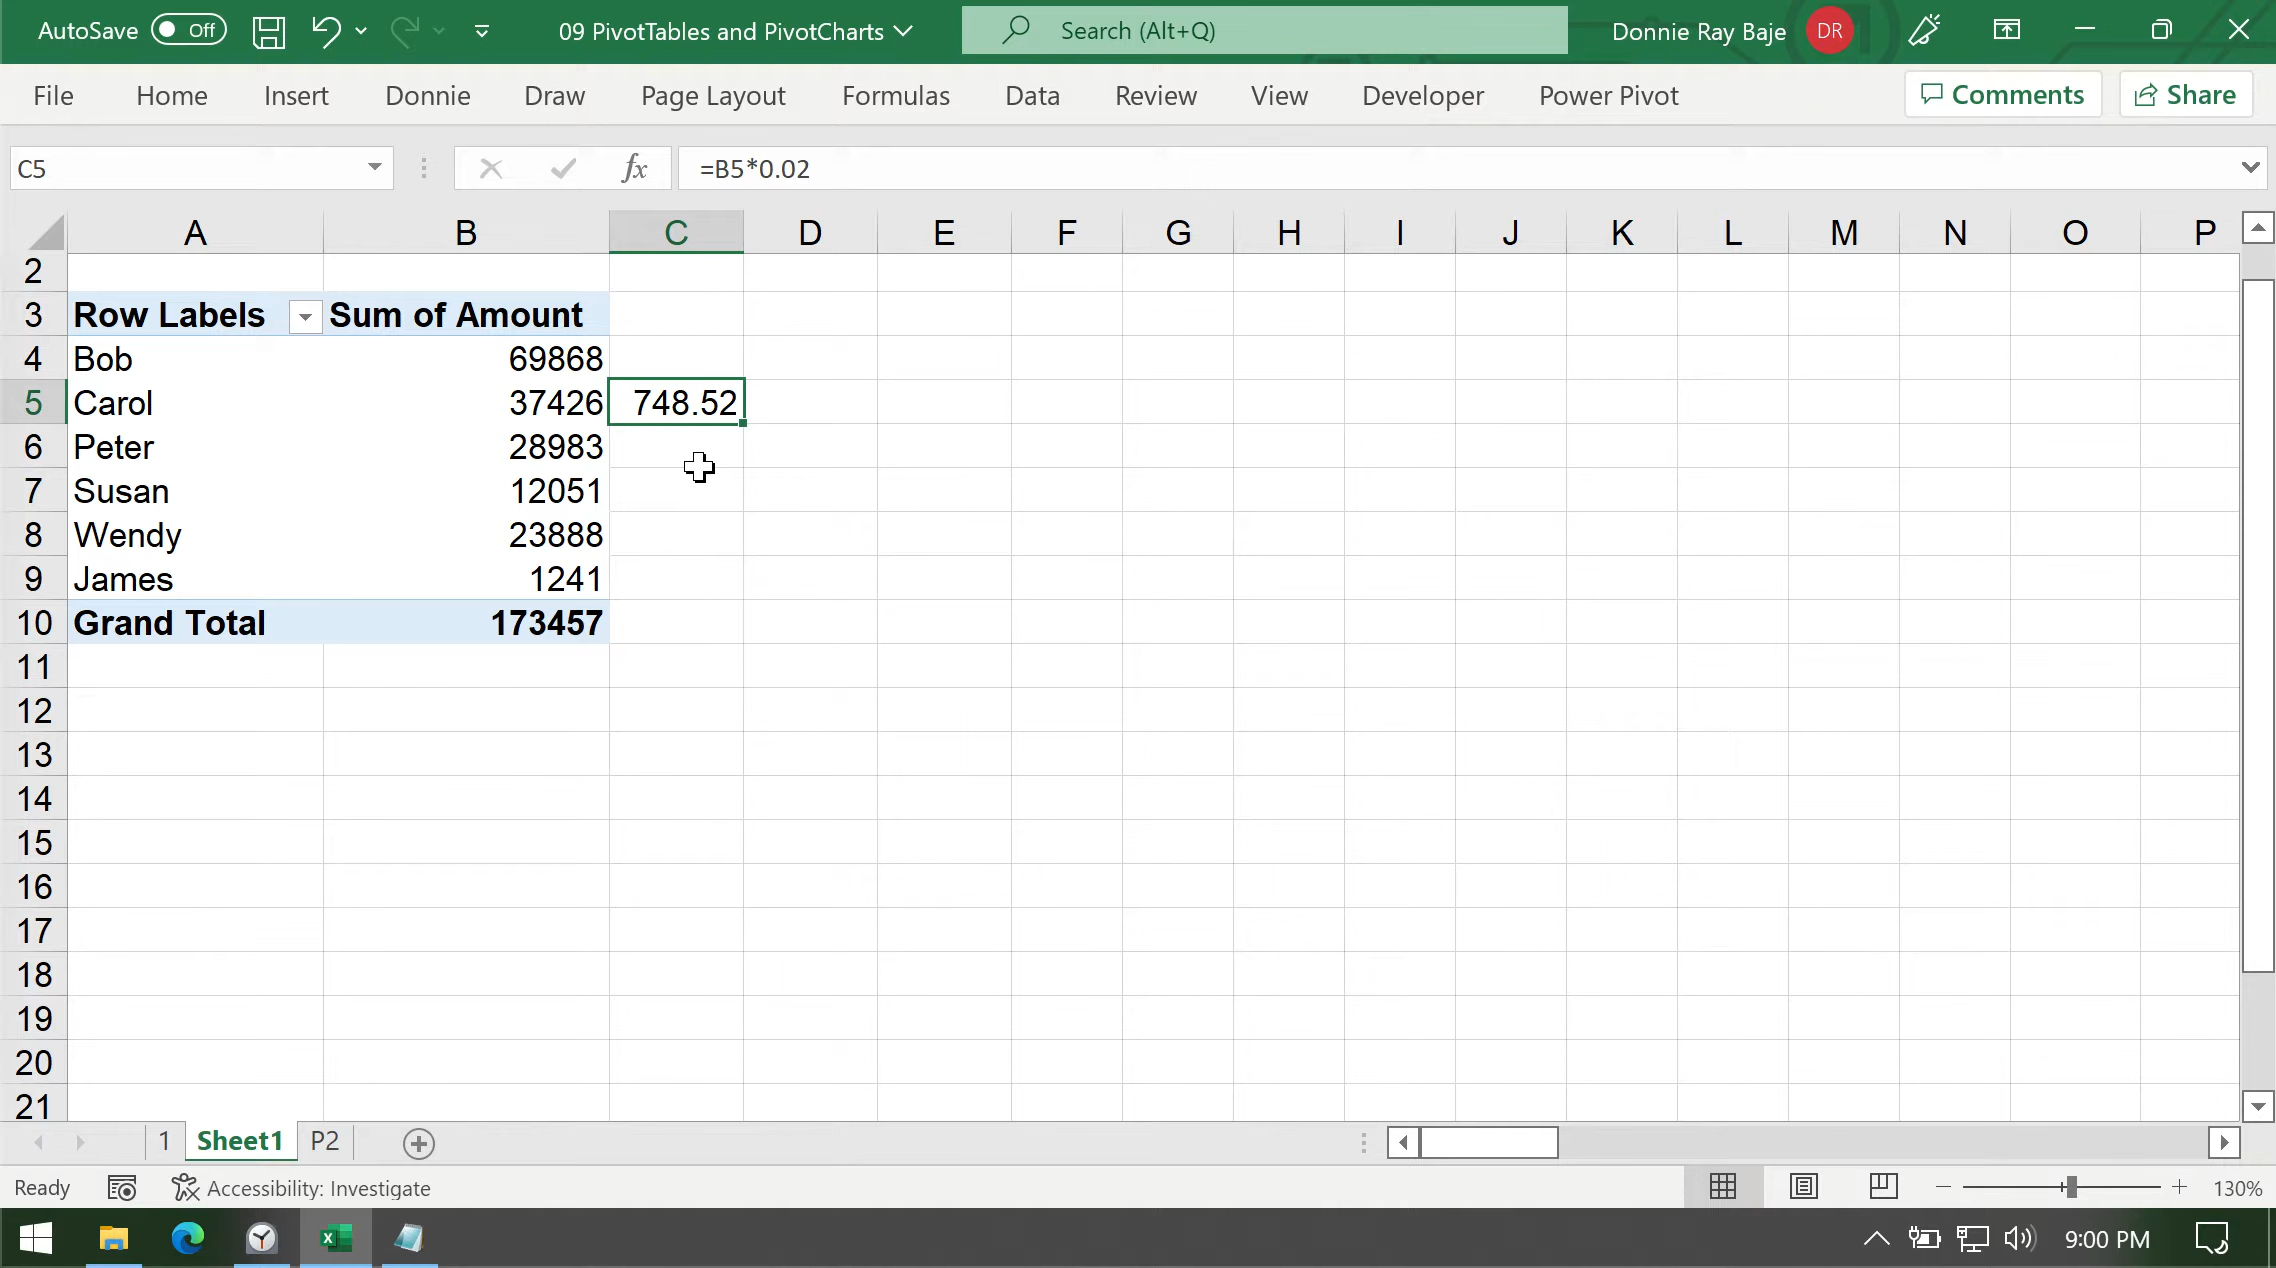 AutoSave Off 09 PivotTables and PivotCharts Search (Alt+Q) Donnie Ray Baje DR
File Home Insert Donnie Draw Page Layout Formulas Data Review View Developer Power Pivot Comments Share
C5 fx =B5*0.02
A B C D E F G H I J K L M N O P
2
3 Row Labels Sum of Amount
4 Bob 69868
5 Carol 37426 748.52
6 Peter 28983
7 Susan 12051
8 Wendy 23888
9 James 1241
10 Grand Total 173457
11
12
13
14
15
16
17
18
19
20
21
1 Sheet1 P2
Ready Accessibility: Investigate 130%
9:00 PM